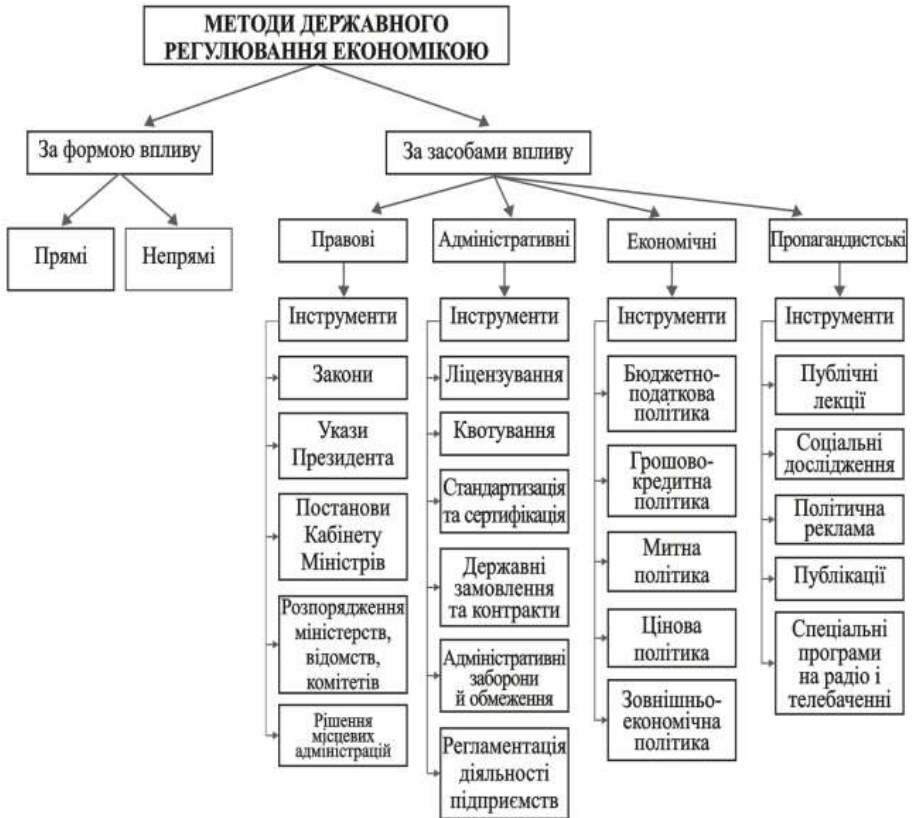 МЕТОДИ ДЕРЖАВНОГО
РЕГУЛЮВАННЯ ЕКОНОМІКОЮ
За формою впливу
За засобами впливу
Прямі
Непрямі
Правові
Адміністративні
Економічні
Пропагандистські
Інструменти
Закони
Укази
Президента
Постанови
Кабінету
Міністрів
Розпорядження
міністерств,
відомств,
комітетів
Рішення
місцевих
адміністрацій
Інструменти
Ліцензування
Квотування
Стандартизація
та сертифікація
Державні
замовлення
та контракти
Адміністративні
заборони
й обмеження
Регламентація
діяльності
підприємств
Інструменти
Бюджетно-
податкова
політика
Грошово-
кредитна
політика
Митна
політика
Цінова
політика
Зовнішньо-
економічна
політика
Інструменти
Публічні
лекції
Соціальні
дослідження
Політична
реклама
Публікації
Спеціальні
програми
на радіо і
телебаченні